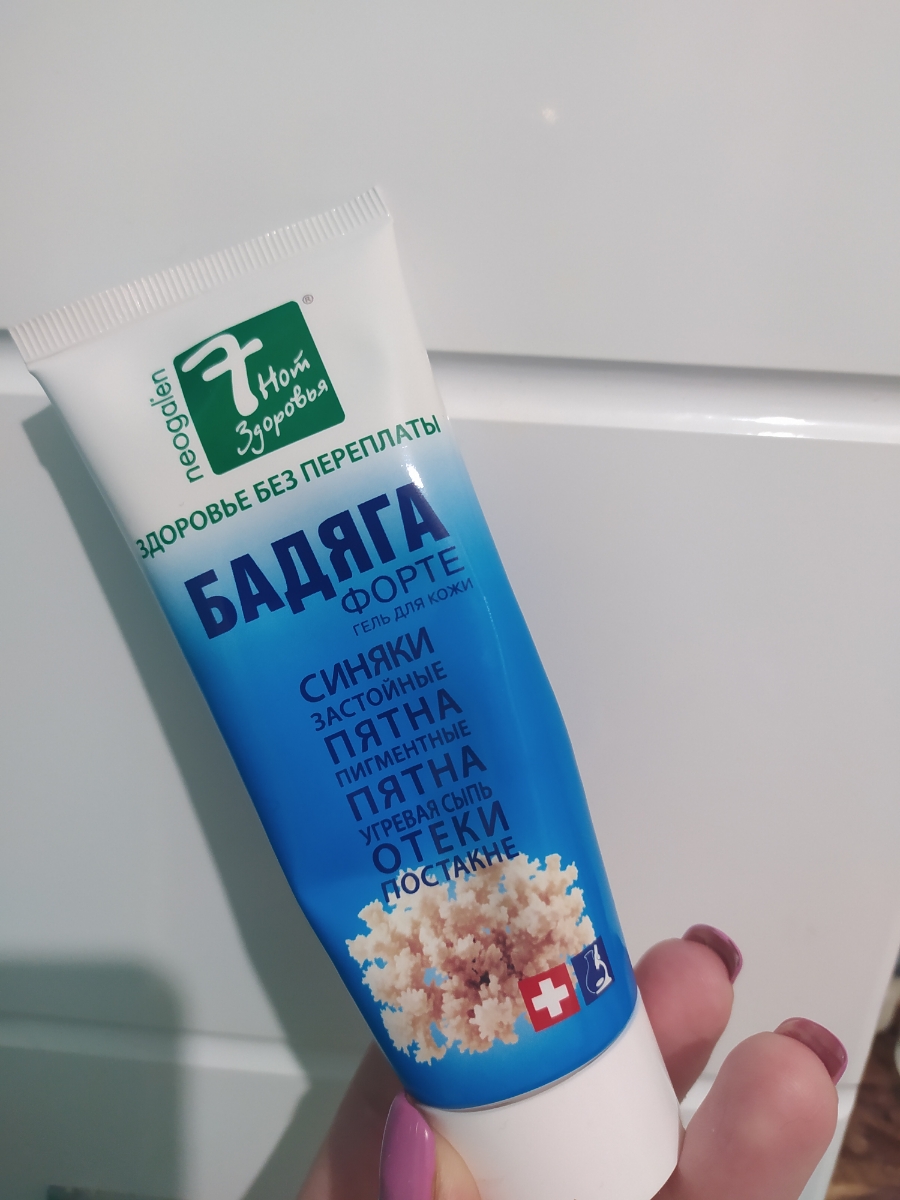 ®
neogalen
7
Нот
Здоровья
ЗДОРОВЬЕ БЕЗ ПЕРЕПЛАТЫ
БАДЯГА
ФОРТЕ
ГЕЛЬ ДЛЯ КОЖИ
СИНЯКИ
ЗАСТОЙНЫЕ
ПЯТНА
ПИГМЕНТНЫЕ
ПЯТНА
УГРЕВАЯ СЫПЬ
ОТЕКИ
ПОСТАКНЕ